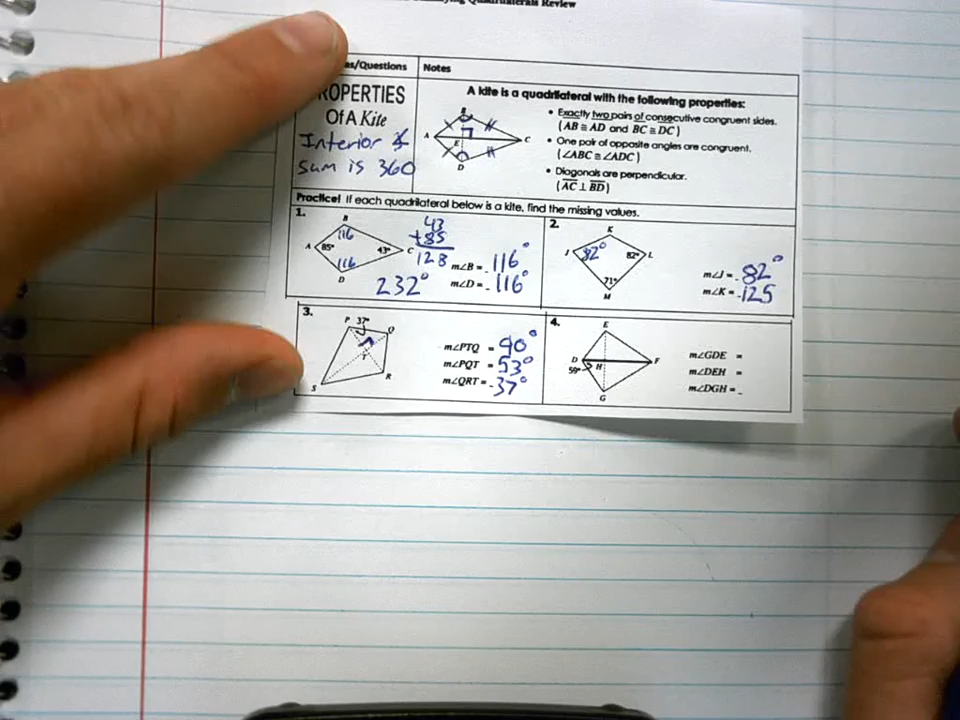 Quadrilateral Review
as/Questions
Notes
ROPERTIES
Of A Kite
Interior ∡
sum is 360
A kite is a quadrilateral with the following properties:
• Exactly two pairs of consecutive congruent sides.
(AB ≅ AD and BC ≅ DC)
• One pair of opposite angles are congruent.
(∠ABC ≅ ∠ADC)
• Diagonals are perpendicular.
(AC ⊥ BD)
A B C D E
Practice! If each quadrilateral below is a kite, find the missing values.
1.
B
116
A 85° 43° C
116
D
43
+85
128
232°
m∠B = 116°
m∠D = 116°
2.
K
J 82° 82° L
71°
M
m∠J = 82°
m∠K = 125
3.
P 37° Q
T
S R
m∠PTQ = 90°
m∠PQT = 53°
m∠QRT = 37°
4.
E
D H F
59°
G
m∠GDE =
m∠DEH =
m∠DGH =